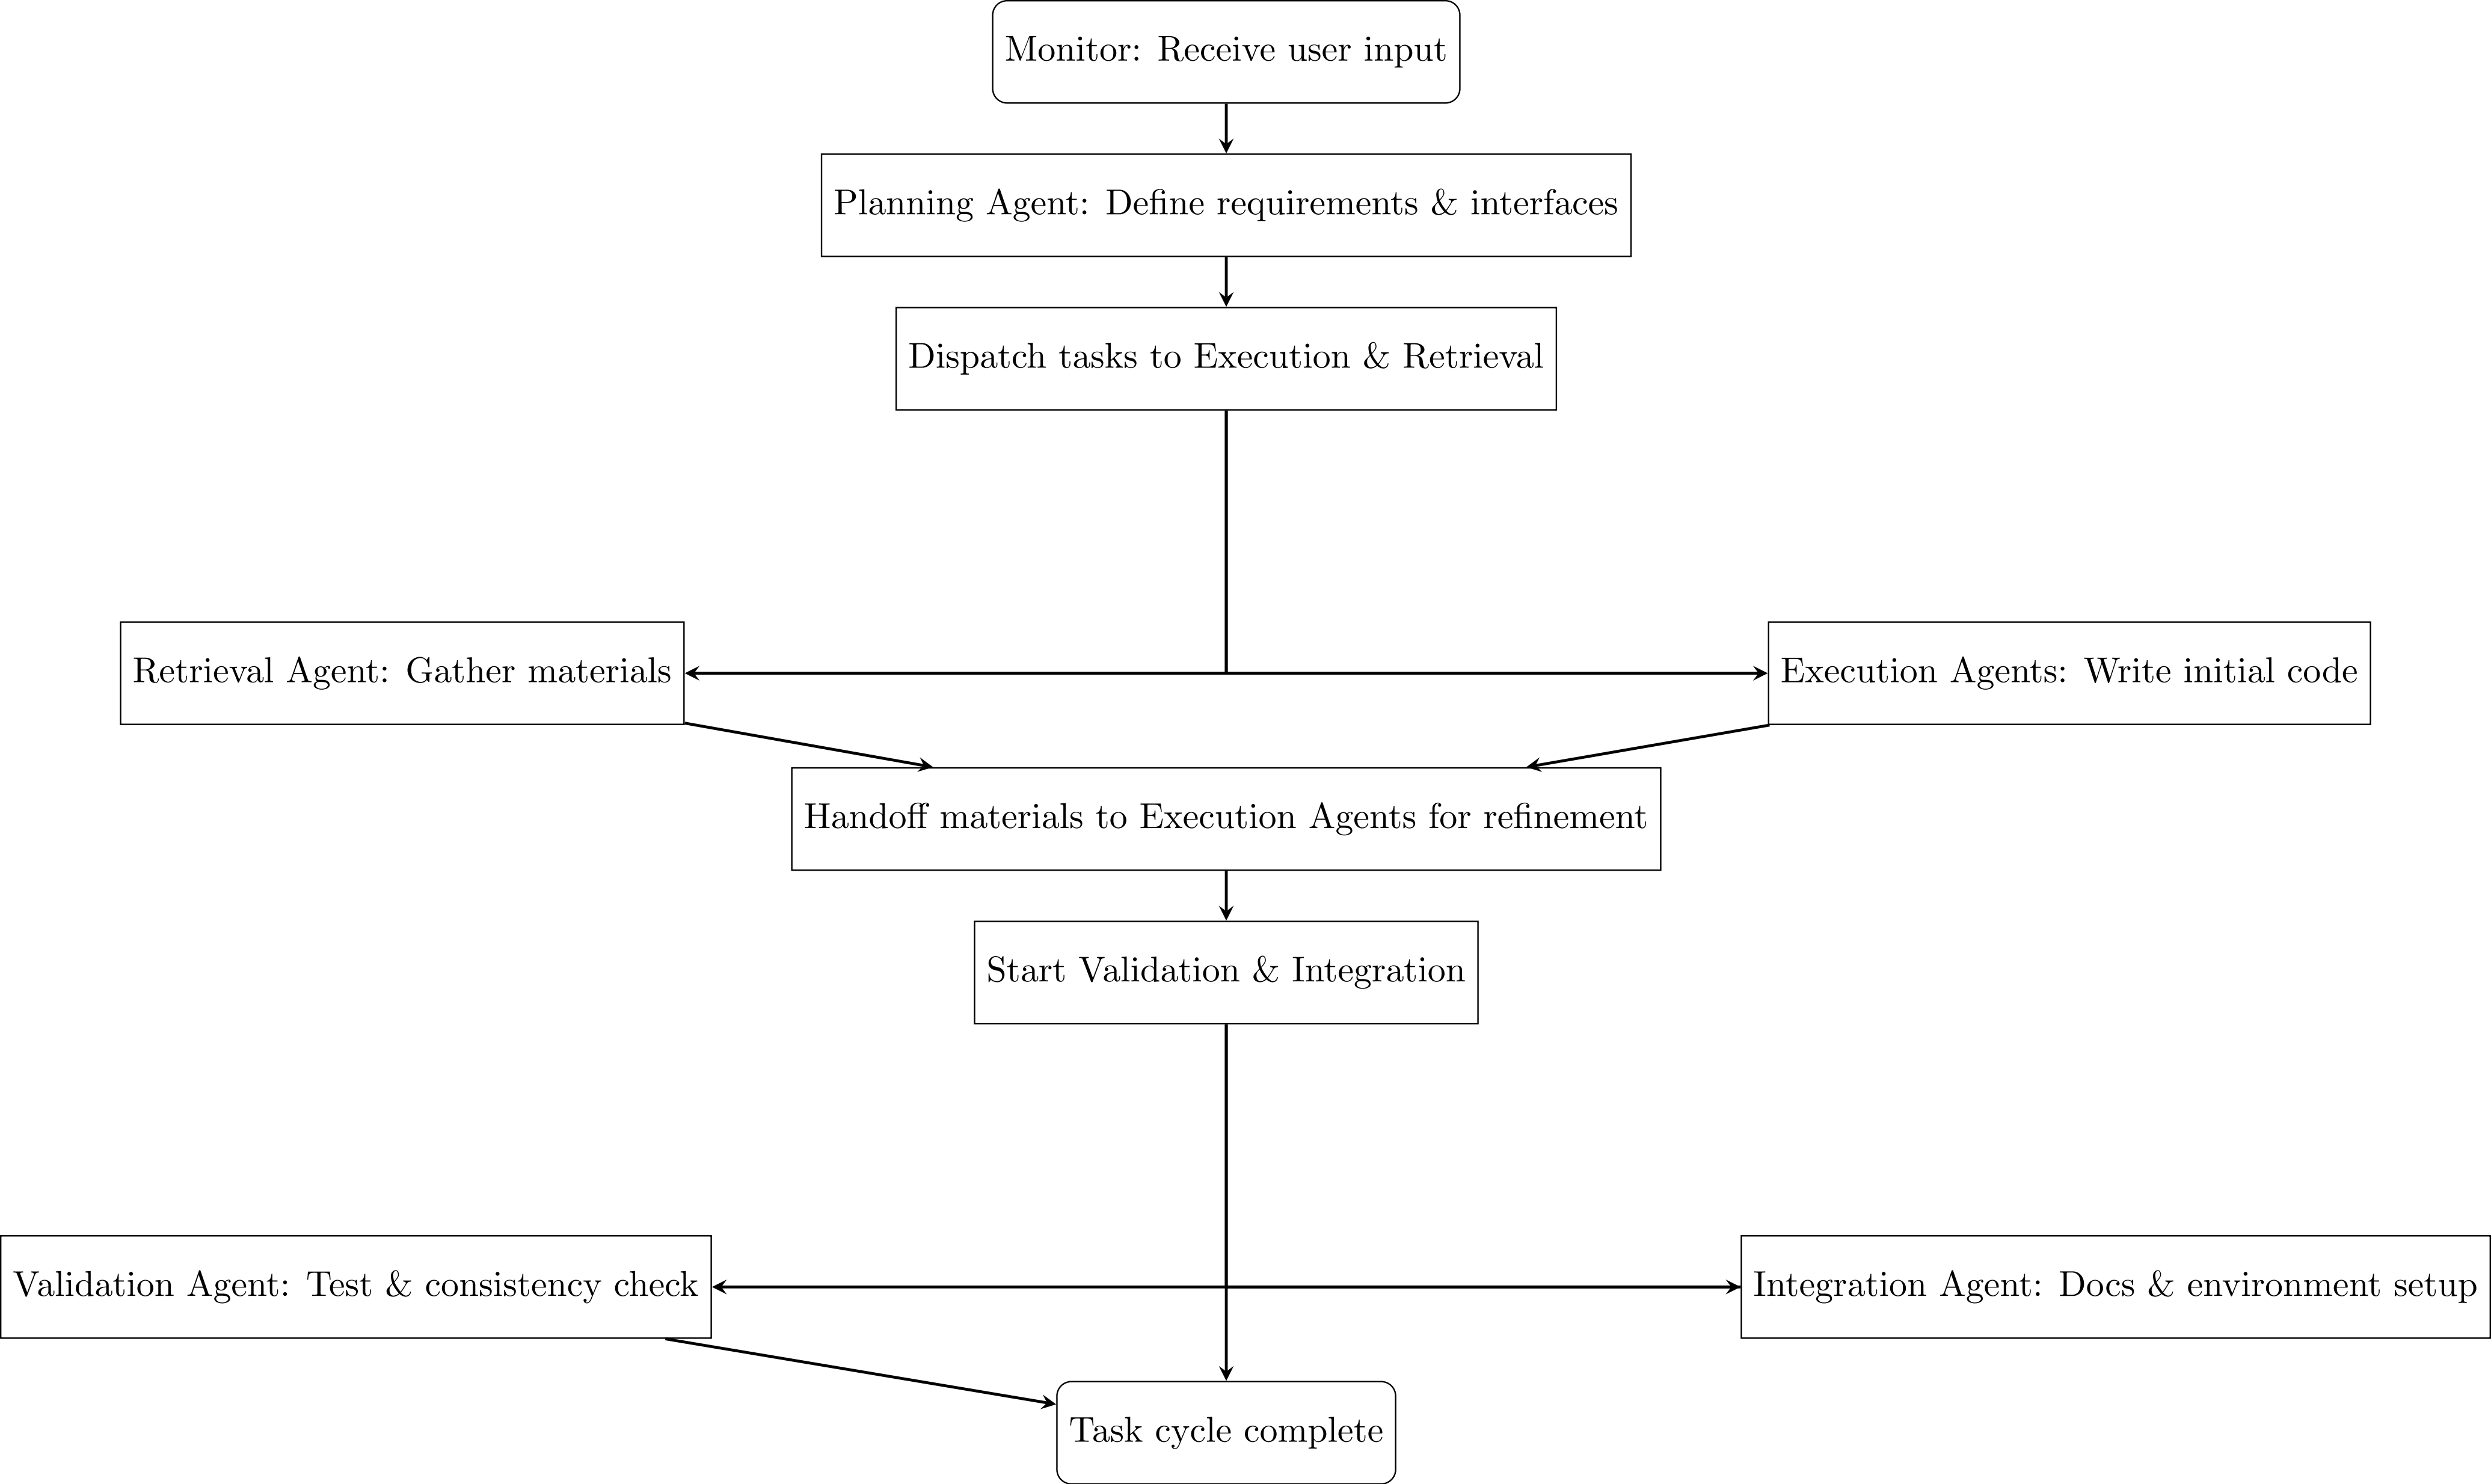 Monitor: Receive user input
Planning Agent: Define requirements & interfaces
Dispatch tasks to Execution & Retrieval
Retrieval Agent: Gather materials
Execution Agents: Write initial code
Handoff materials to Execution Agents for refinement
Start Validation & Integration
Validation Agent: Test & consistency check
Integration Agent: Docs & environment setup
Task cycle complete